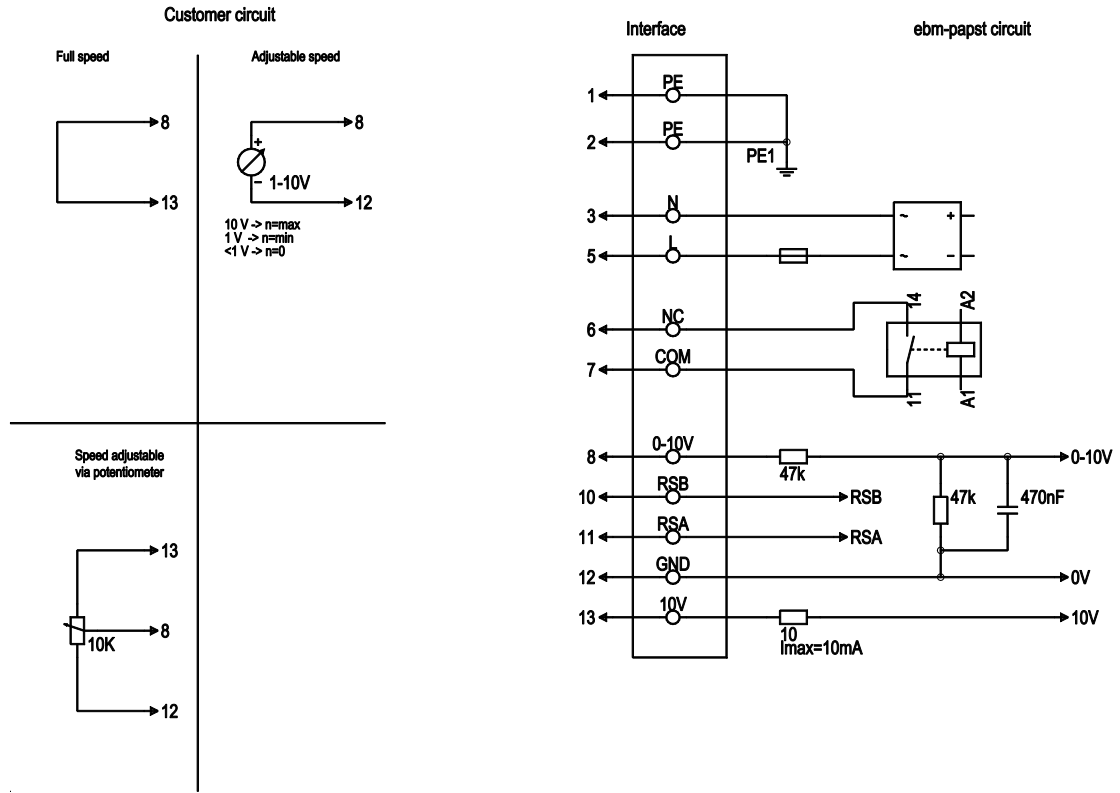 Customer circuit
Full speed
Adjustable speed
8
13
+
–
1-10V
8
12
10 V -> n=max
1 V -> n=min
<1 V -> n=0
Speed adjustable
via potentiometer
13
8
10K
12
Interface
ebm-papst circuit
1 PE
2 PE
PE1
3 N ~ +
5 L ~ –
6 NC 14 A2
7 COM 11 A1
8 0-10V 47k 0-10V
10 RSB RSB 47k 470nF
11 RSA RSA
12 GND 0V
13 10V 10 10V
Imax=10mA